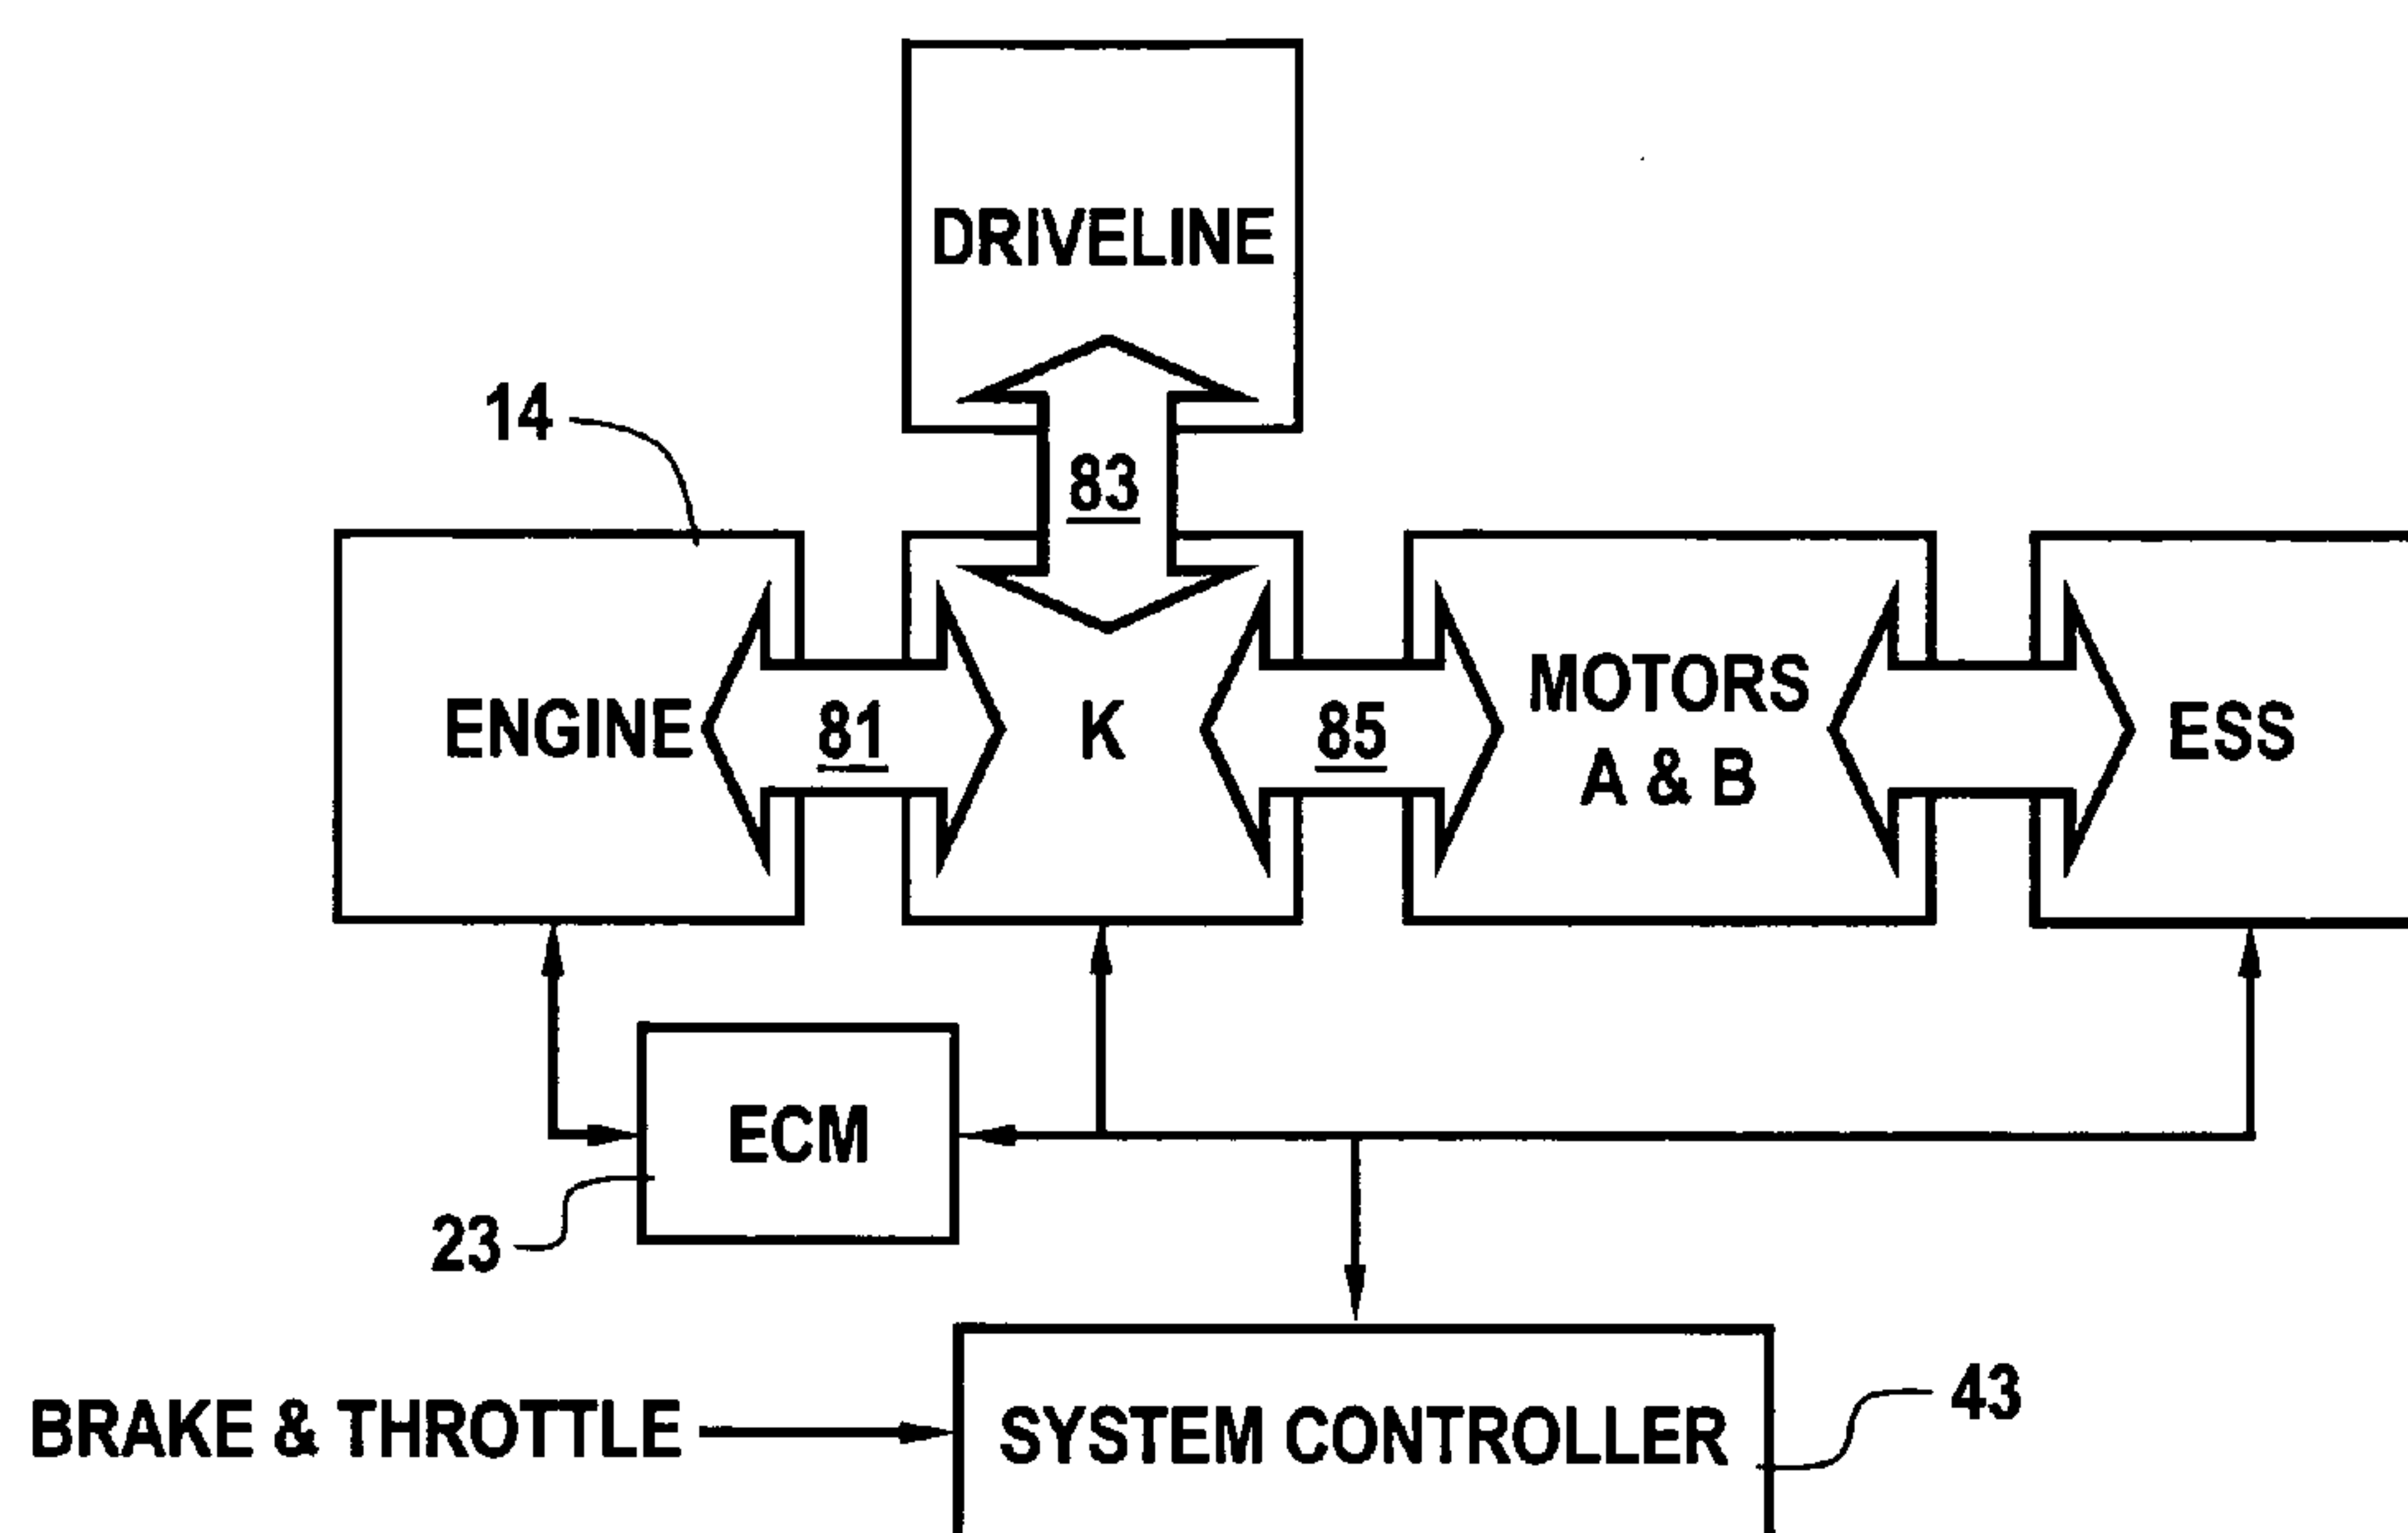 DRIVELINE
14
83
ENGINE
81
K
85
MOTORS
A & B
ESS
ECM
23
BRAKE & THROTTLE
SYSTEM CONTROLLER
43